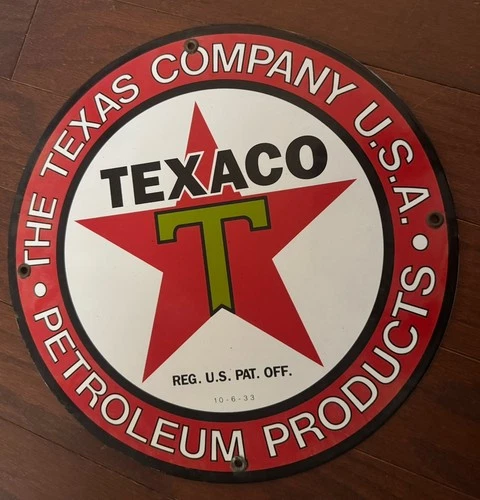 THE TEXAS COMPANY U.S.A.
TEXACO
T
REG. U.S. PAT. OFF.
10-6-33
• PETROLEUM PRODUCTS •